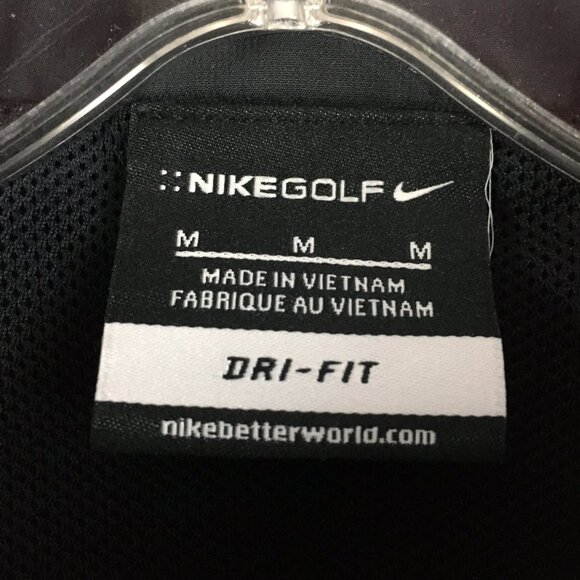 ::NIKEGOLF
M M M
MADE IN VIETNAM
FABRIQUE AU VIETNAM
DRI-FIT
nikebetterworld.com